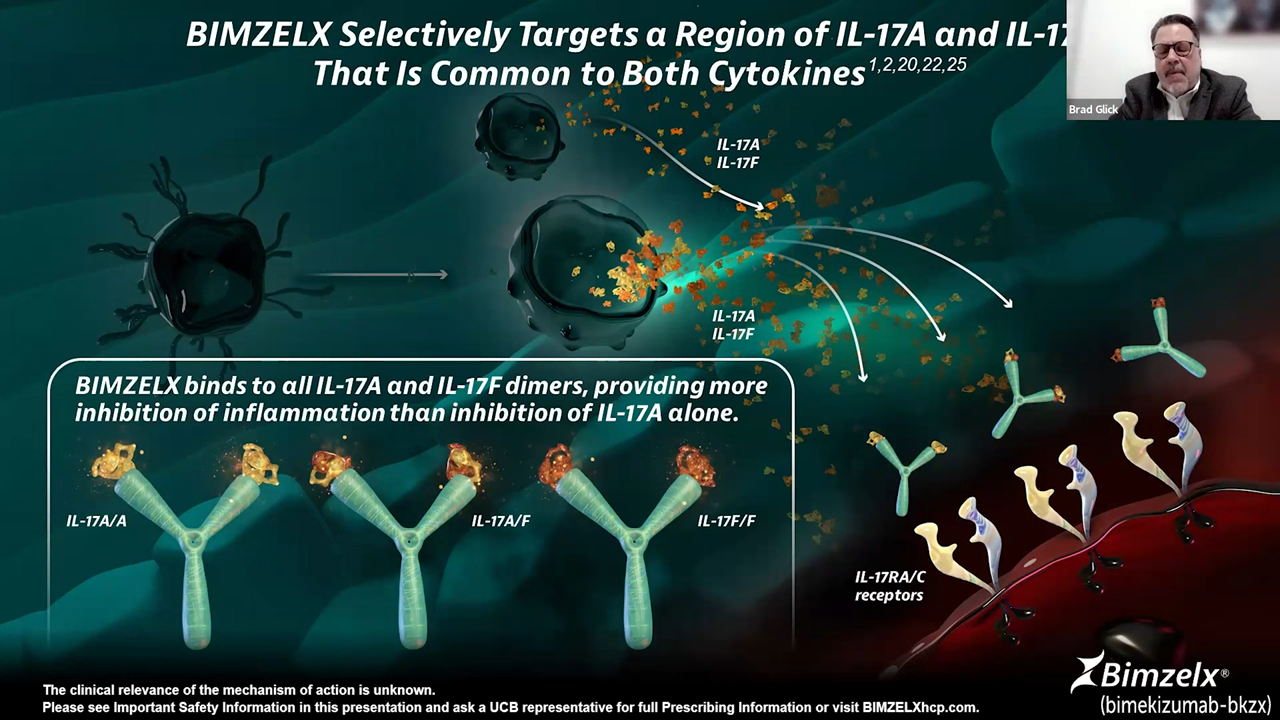 BIMZELX Selectively Targets a Region of IL-17A and IL-17
That Is Common to Both Cytokines 1,2,20,22,25
Brad Glick
IL-17A
IL-17F
IL-17A
IL-17F
BIMZELX binds to all IL-17A and IL-17F dimers, providing more
inhibition of inflammation than inhibition of IL-17A alone.
IL-17A/A
IL-17A/F
IL-17F/F
IL-17RA/C
receptors
Bimzelx®
(bimekizumab-bkzx)
The clinical relevance of the mechanism of action is unknown.
Please see Important Safety Information in this presentation and ask a UCB representative for full Prescribing Information or visit BIMZELXhcp.com.